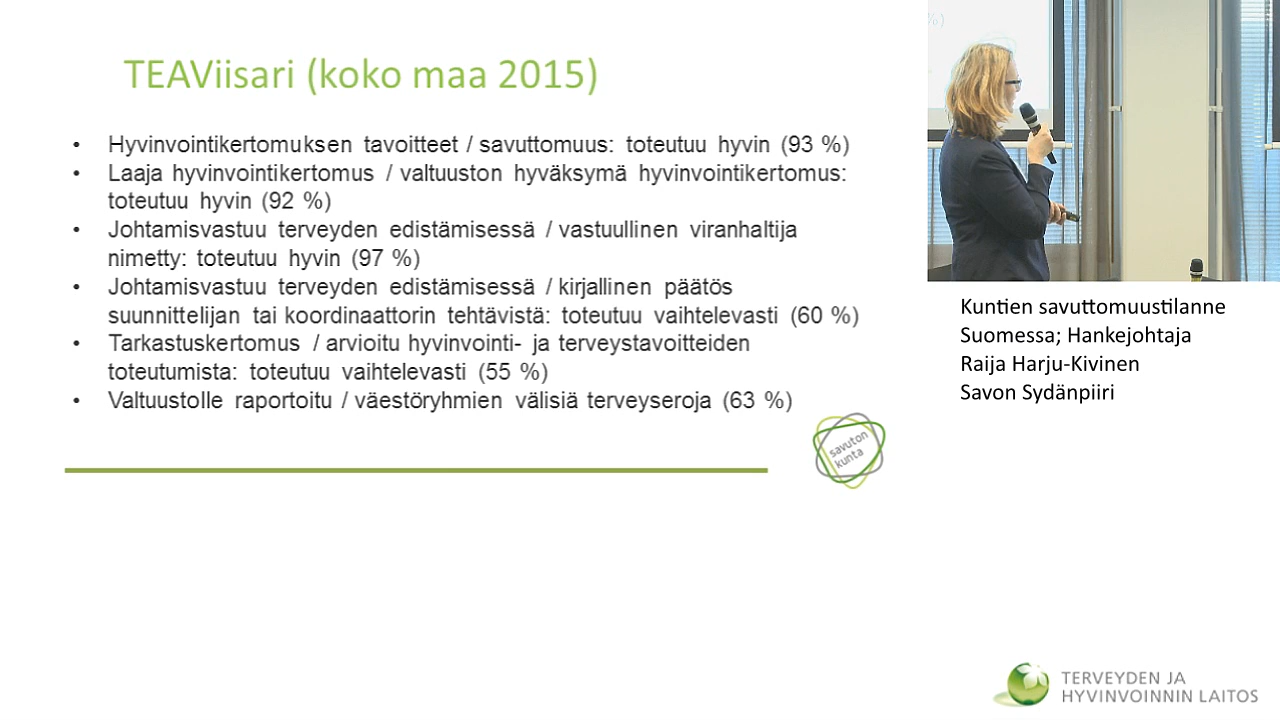 TEAViisari (koko maa 2015)
• Hyvinvointikertomuksen tavoitteet / savuttomuus: toteutuu hyvin (93 %)
• Laaja hyvinvointikertomus / valtuuston hyväksymä hyvinvointikertomus:
toteutuu hyvin (92 %)
• Johtamisvastuu terveyden edistämisessä / vastuullinen viranhaltija
nimetty: toteutuu hyvin (97 %)
• Johtamisvastuu terveyden edistämisessä / kirjallinen päätös
suunnittelijan tai koordinaattorin tehtävistä: toteutuu vaihtelevasti (60 %)
• Tarkastuskertomus / arvioitu hyvinvointi- ja terveystavoitteiden
toteutumista: toteutuu vaihtelevasti (55 %)
• Valtuustolle raportoitu / väestöryhmien välisiä terveyseroja (63 %)
savuton
kunta
%)
Kuntien savuttomuustilanne
Suomessa; Hankejohtaja
Raija Harju-Kivinen
Savon Sydänpiiri
TERVEYDEN JA
HYVINVOINNIN LAITOS